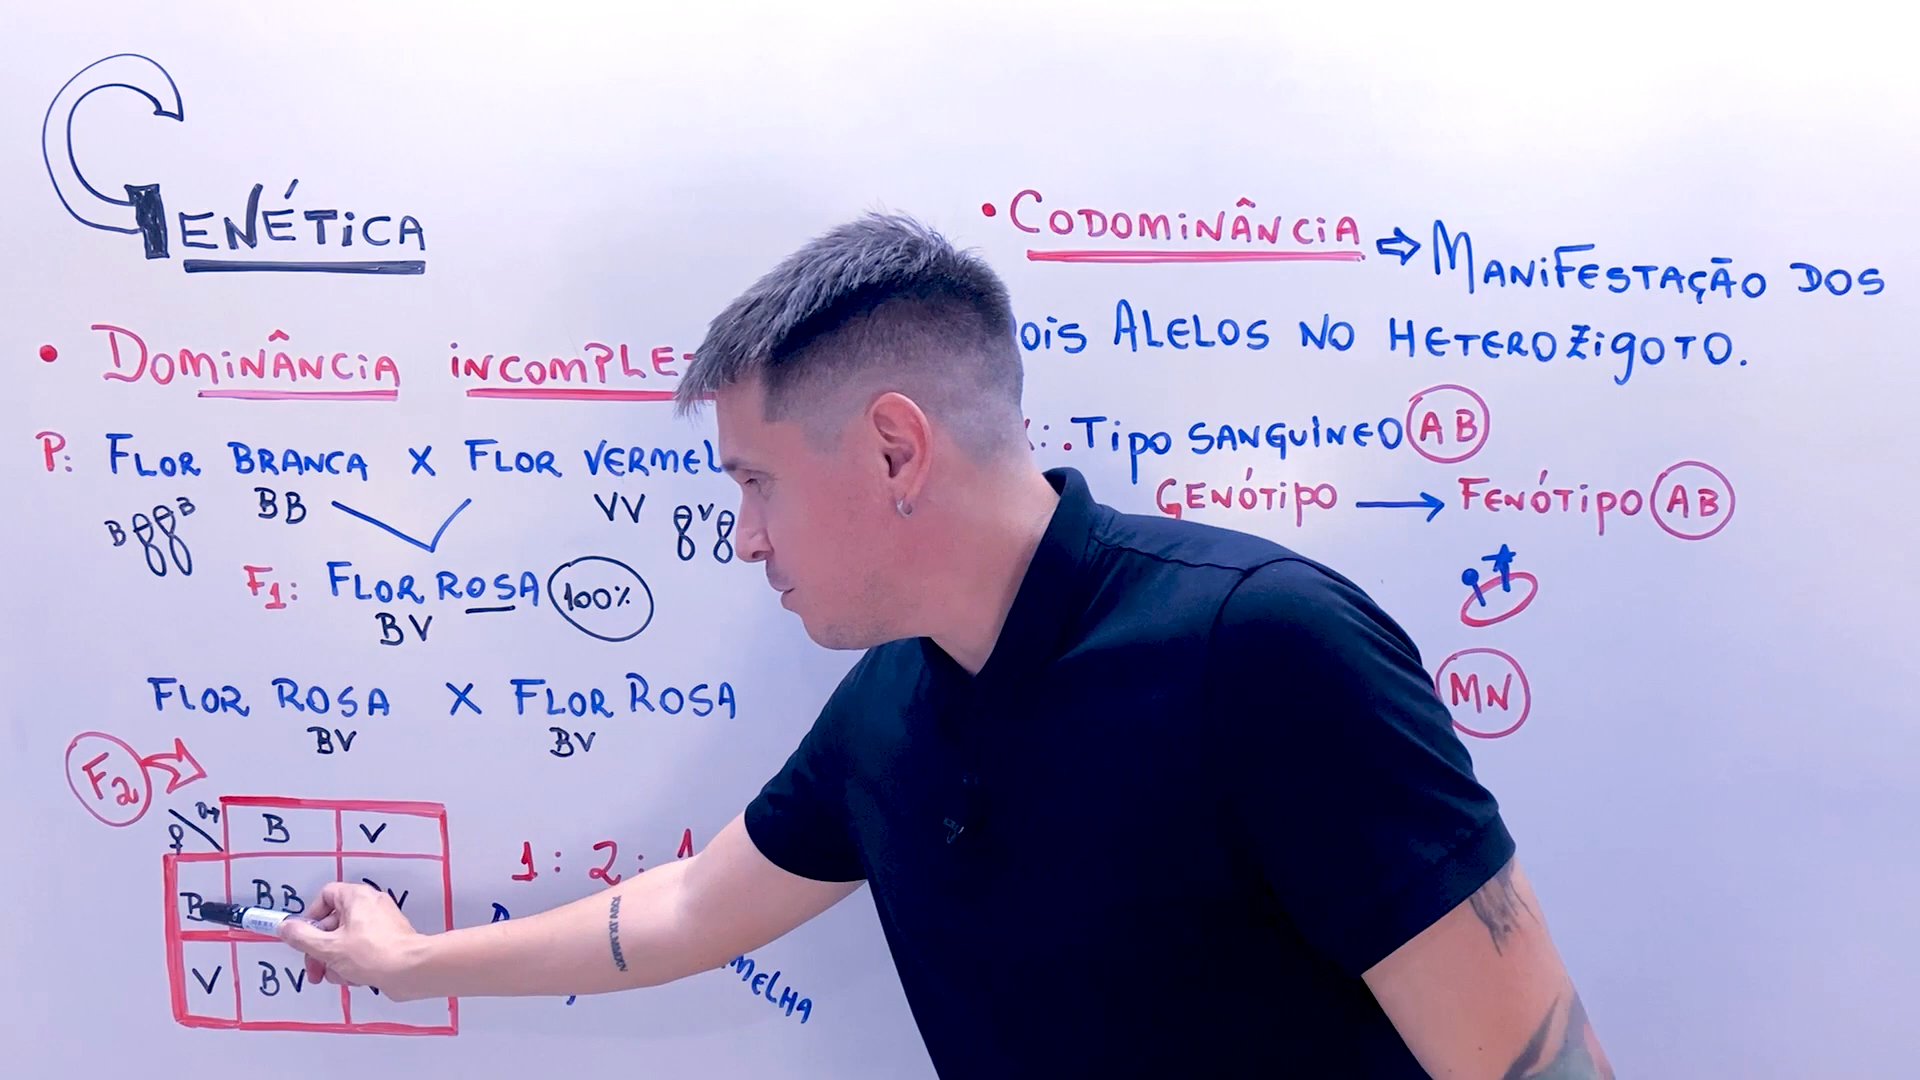 GENÉTICA
• DOMINÂNCIA INCOMPLE
P: FLOR BRANCA X FLOR VERMEL
B B BB VV V
F1: FLOR ROSA 100%
BV
FLOR ROSA X FLOR ROSA
BV BV
F2
♀ ♂ B V
B BB V
V BV
1 : 2 : 1
MELHA
• CODOMINÂNCIA ⇨ MANIFESTAÇÃO DOS
OIS ALELOS NO HETEROZIGOTO.
: . TIPO SANGUÍNEO AB
GENÓTIPO → FENÓTIPO AB
MN